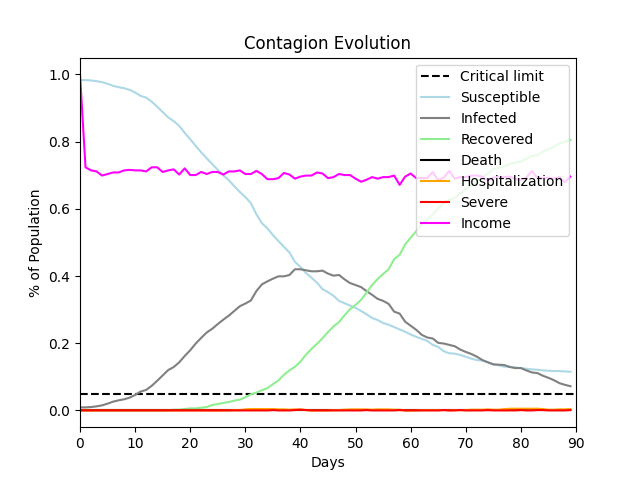 Contagion Evolution
% of Population
1.0
0.8
0.6
0.4
0.2
0.0
Critical limit
Susceptible
Infected
Recovered
Death
Hospitalization
Severe
Income
0 10 20 30 40 50 60 70 80 90
Days